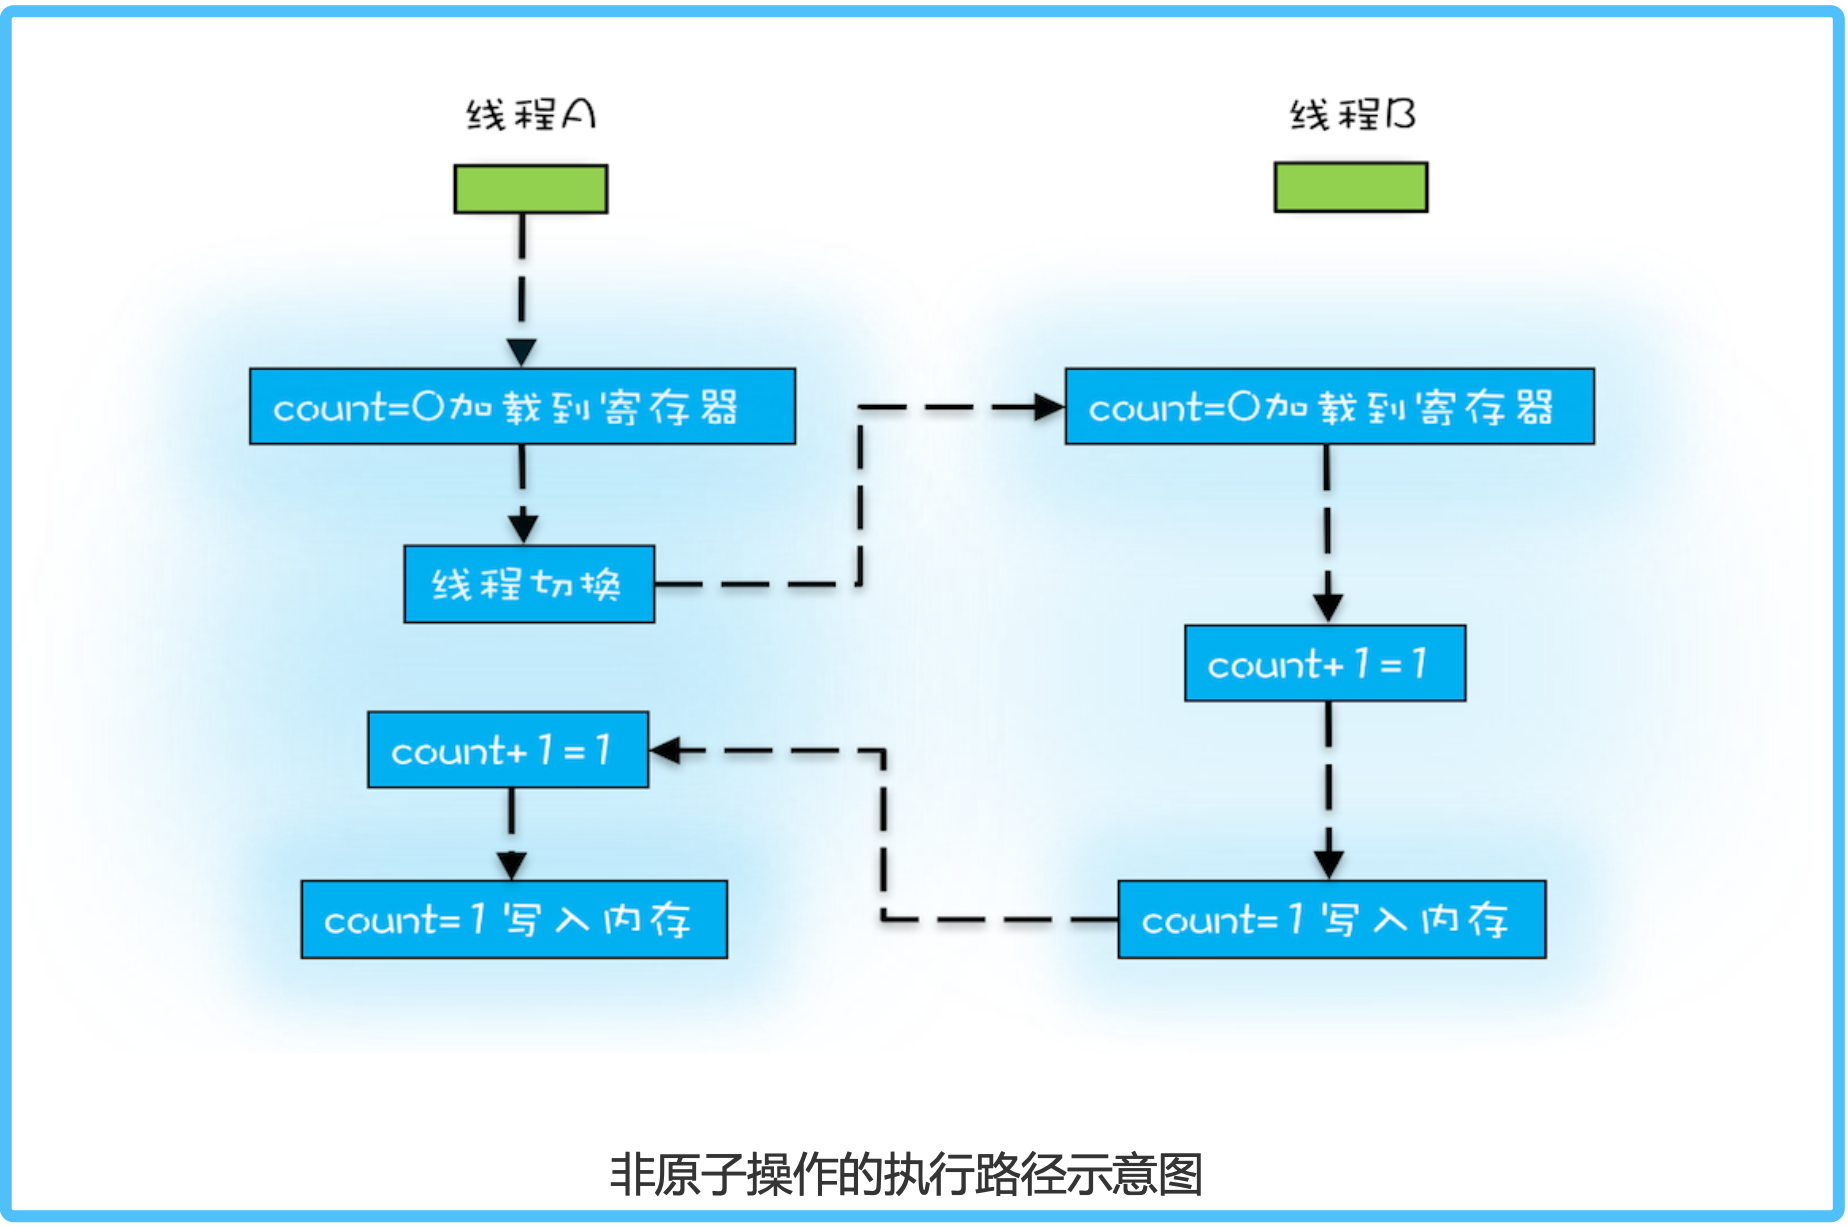 线程A
线程B
count=0加载到寄存器
count=0加载到寄存器
线程切换
count+1=1
count+1=1
count=1写入内存
count=1写入内存
非原子操作的执行路径示意图